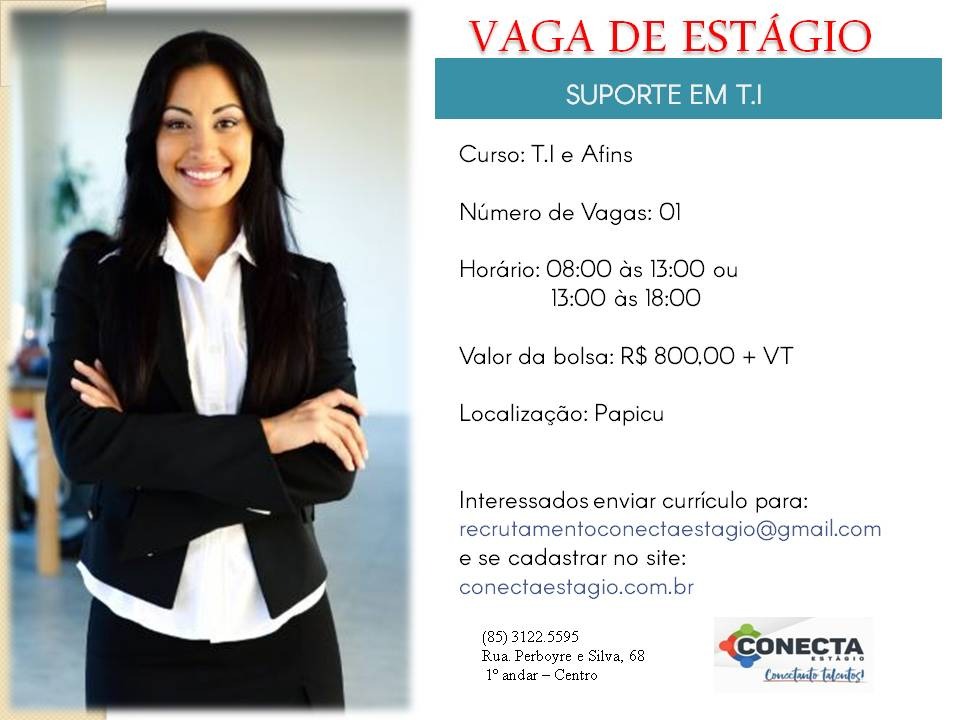 VAGA DE ESTÁGIO
SUPORTE EM T.I
Curso: T.I e Afins
Número de Vagas: 01
Horário: 08:00 às 13:00 ou
13:00 às 18:00
Valor da bolsa: R$ 800,00 + VT
Localização: Papicu
Interessados enviar currículo para:
recrutamentoconectaestagio@gmail.com
e se cadastrar no site:
conectaestagio.com.br
(85) 3122.5595
Rua. Perboyre e Silva, 68
1º andar – Centro
CONECTA
ESTÁGIO
Conectanto talentos!